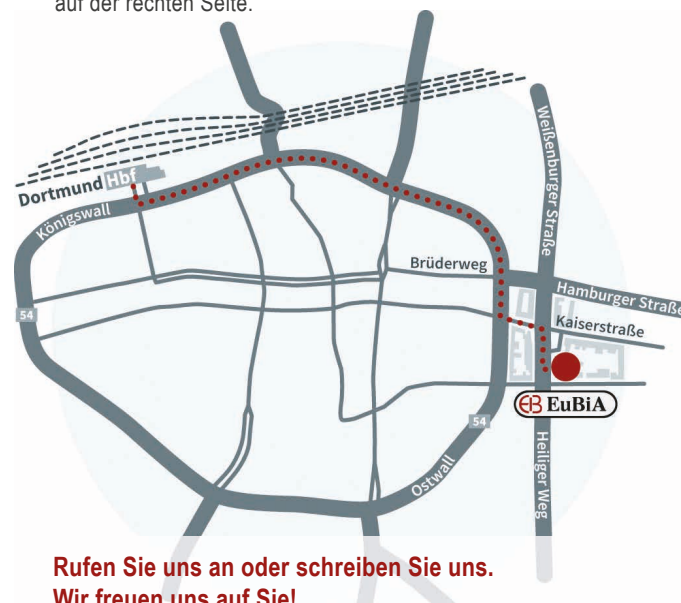 auf der rechten Seite.
Dortmund Hbf
Königswall
Weißenburger Straße
Brüderweg
Hamburger Straße
54
Kaiserstraße
EB EuBiA
54
Ostwall
Heiliger Weg
Rufen Sie uns an oder schreiben Sie uns.
Wir freuen uns auf Sie!